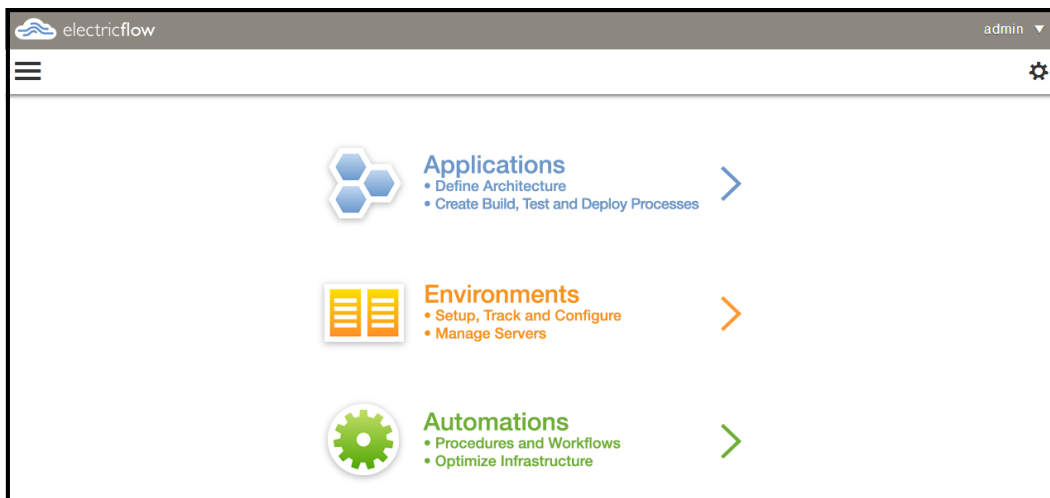 electricflow
admin ▼
Applications
• Define Architecture
• Create Build, Test and Deploy Processes
Environments
• Setup, Track and Configure
• Manage Servers
Automations
• Procedures and Workflows
• Optimize Infrastructure